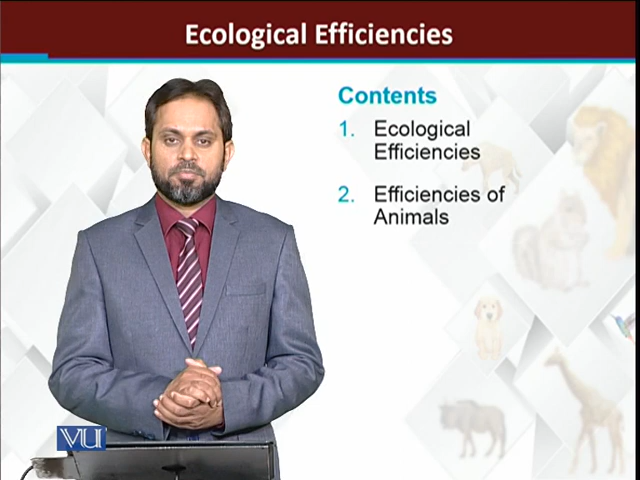 Ecological Efficiencies
Contents
1. Ecological
Efficiencies
2. Efficiencies of
Animals
VU